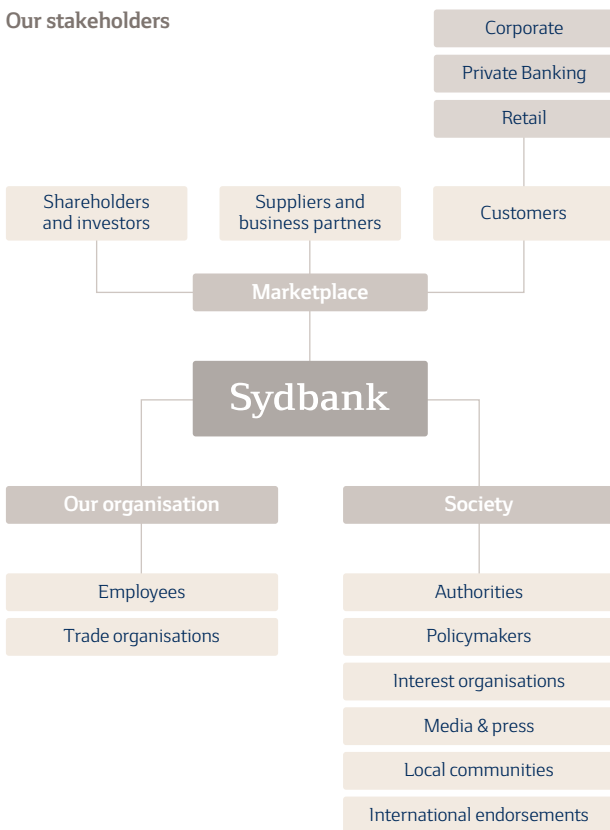 Our stakeholders
Corporate
Private Banking
Retail
Shareholders
and investors
Suppliers and
business partners
Customers
Marketplace
Sydbank
Our organisation
Society
Employees
Trade organisations
Authorities
Policymakers
Interest organisations
Media & press
Local communities
International endorsements